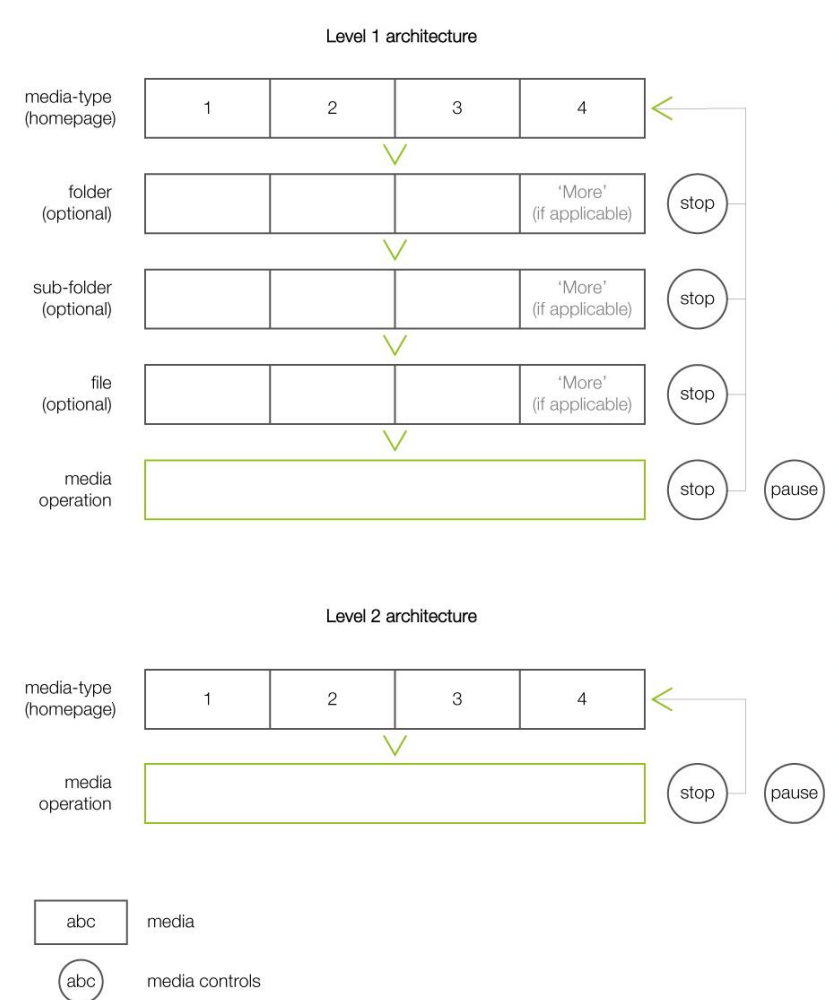 Level 1 architecture
media-type
(homepage)
1 2 3 4
folder
(optional)
'More'
(if applicable)
stop
sub-folder
(optional)
'More'
(if applicable)
stop
file
(optional)
'More'
(if applicable)
stop
media
operation
stop pause
Level 2 architecture
media-type
(homepage)
1 2 3 4
media
operation
stop pause
abc media
abc media controls